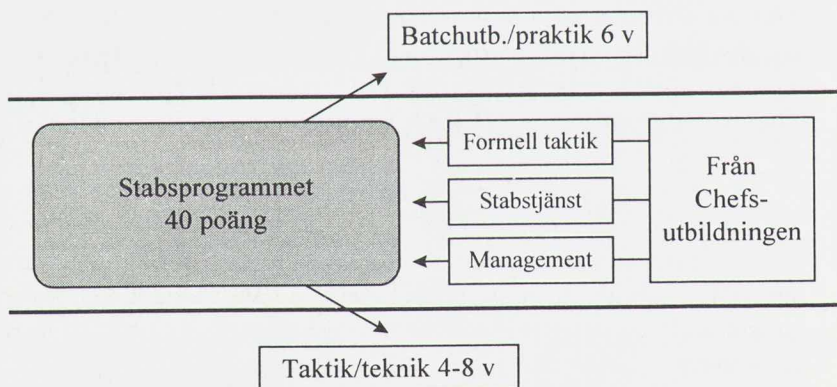 Batchutb./praktik 6 v
Stabsprogrammet
40 poäng
Formell taktik
Stabstjänst
Management
Från
Chefs-
utbildningen
Taktik/teknik 4-8 v